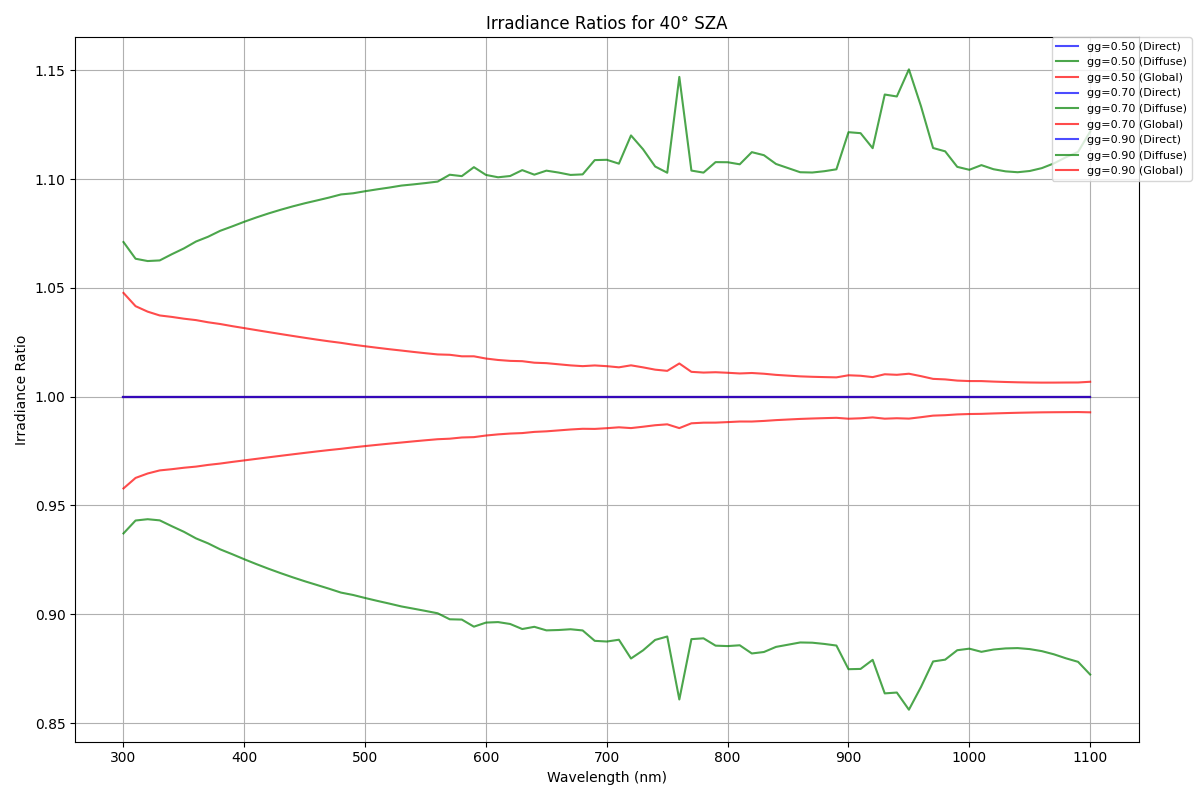 Irradiance Ratios for 40° SZA
gg=0.50 (Direct)
gg=0.50 (Diffuse)
gg=0.50 (Global)
gg=0.70 (Direct)
gg=0.70 (Diffuse)
gg=0.70 (Global)
gg=0.90 (Direct)
gg=0.90 (Diffuse)
gg=0.90 (Global)
Irradiance Ratio
1.15
1.10
1.05
1.00
0.95
0.90
0.85
300 400 500 600 700 800 900 1000 1100
Wavelength (nm)